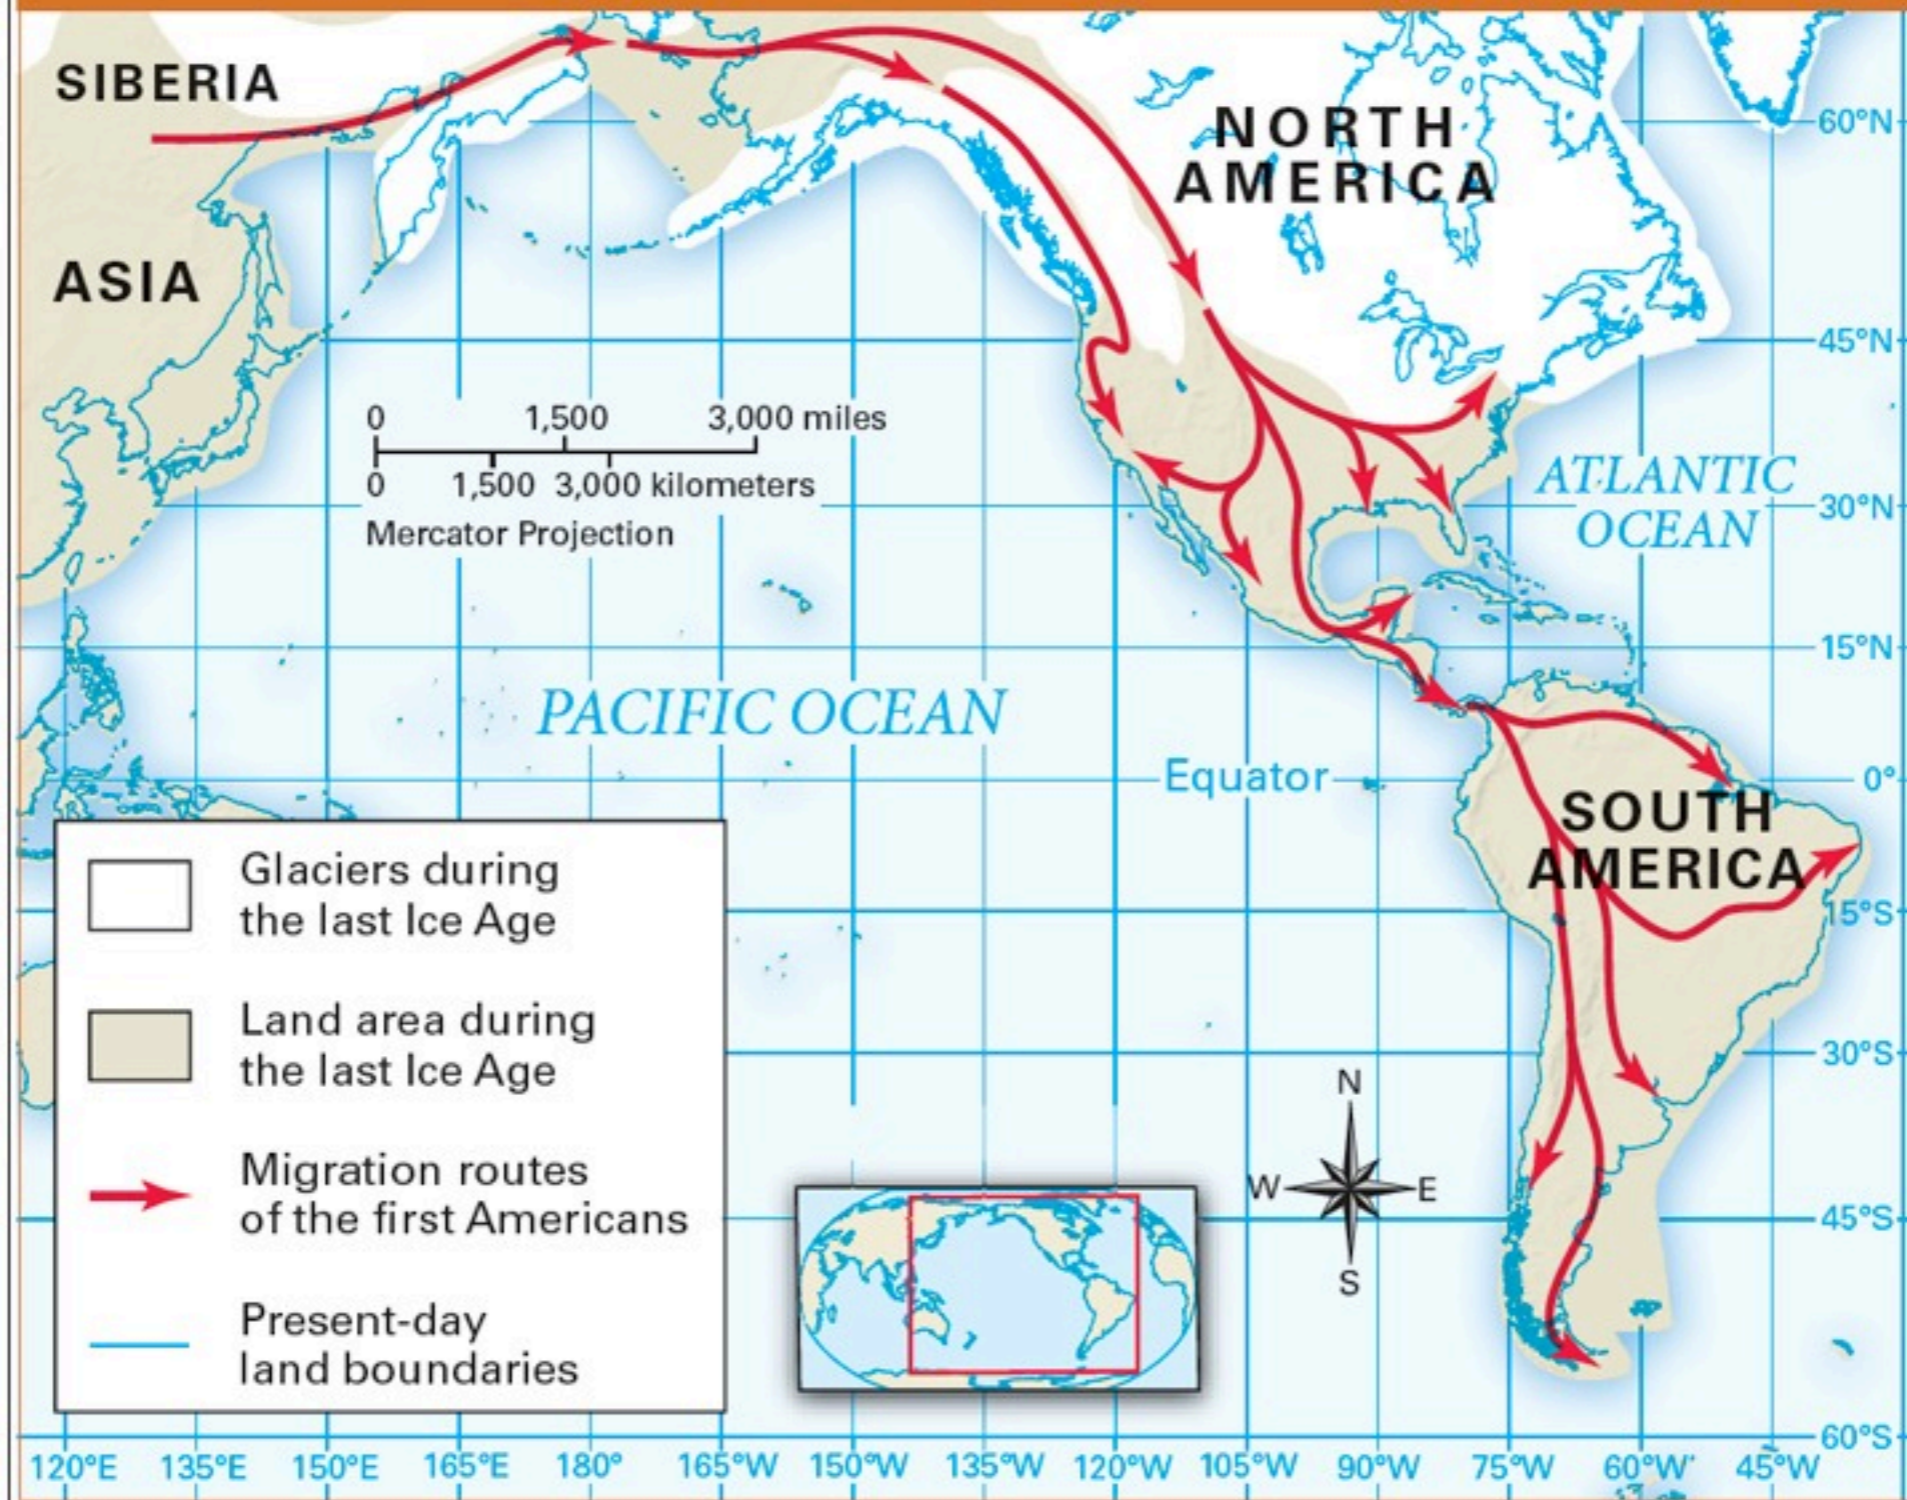 SIBERIA
NORTH
AMERICA
60°N
ASIA
45°N
0 1,500 3,000 miles
0 1,500 3,000 kilometers
Mercator Projection
ATLANTIC
OCEAN
30°N
15°N
PACIFIC OCEAN
Equator
0°
SOUTH
AMERICA
15°S
30°S
45°S
60°S
Glaciers during
the last Ice Age
Land area during
the last Ice Age
Migration routes
of the first Americans
Present-day
land boundaries
N
W E
S
120°E 135°E 150°E 165°E 180° 165°W 150°W 135°W 120°W 105°W 90°W 75°W 60°W 45°W